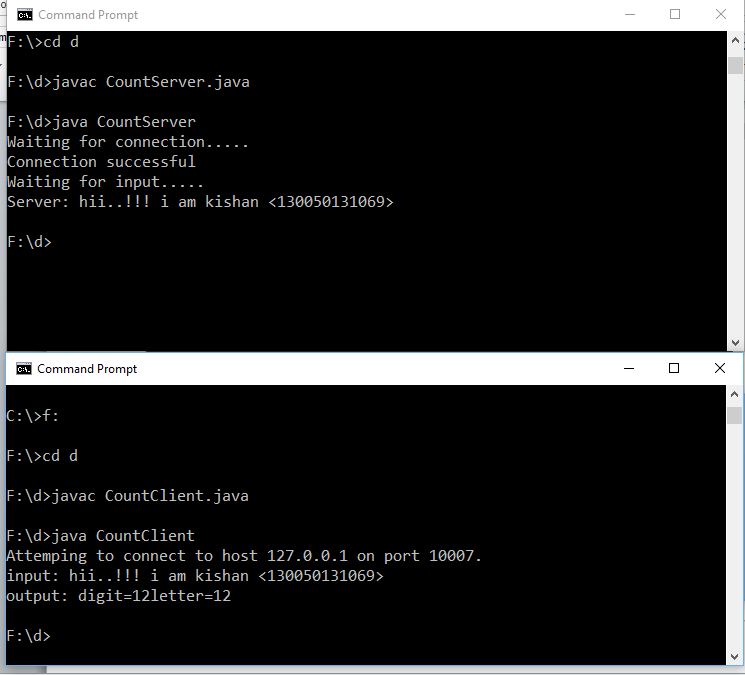 Command Prompt
F:\>cd d
F:\d>javac CountServer.java
F:\d>java CountServer
Waiting for connection.....
Connection successful
Waiting for input.....
Server: hii..!!! i am kishan <130050131069>
F:\d>
Command Prompt
C:\>f:
F:\>cd d
F:\d>javac CountClient.java
F:\d>java CountClient
Attemping to connect to host 127.0.0.1 on port 10007.
input: hii..!!! i am kishan <130050131069>
output: digit=12letter=12
F:\d>